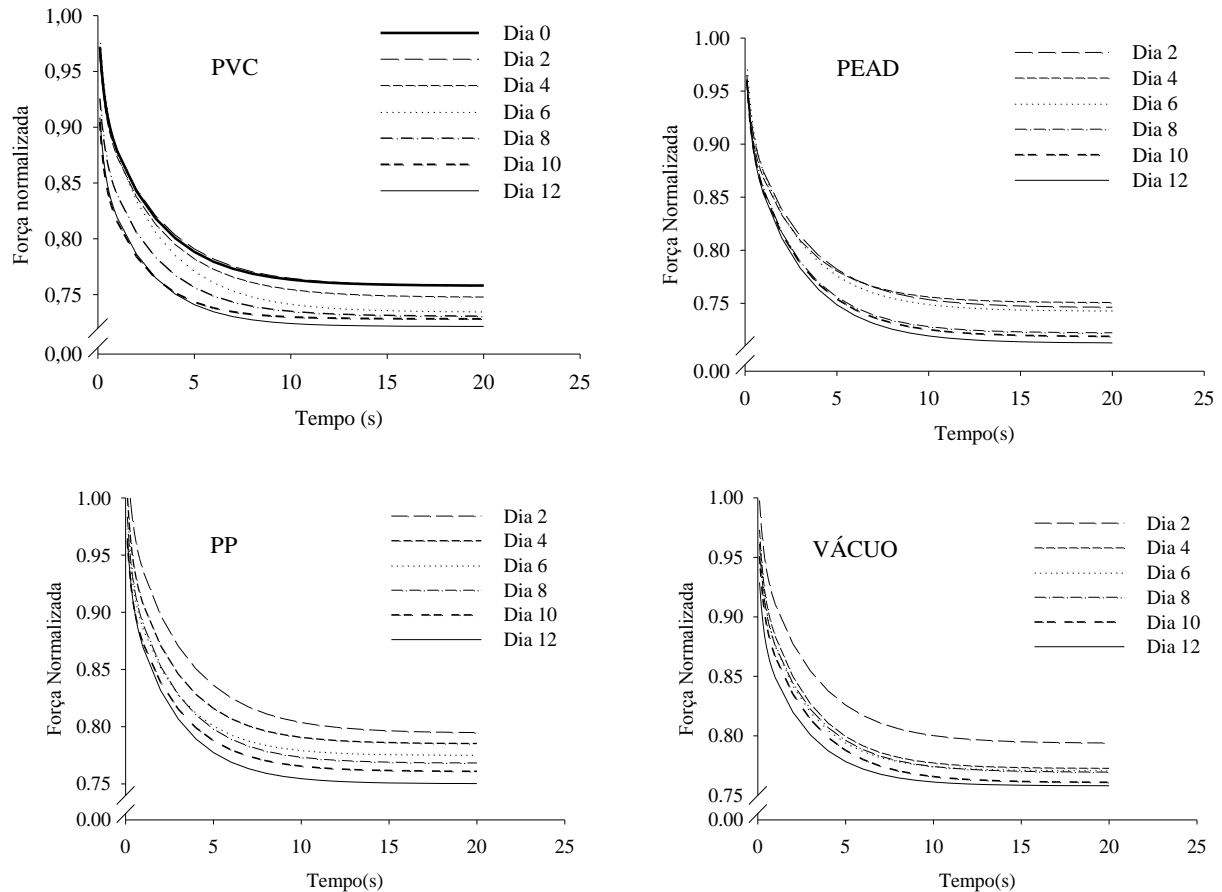 PVC
Força normalizada
1,00
0,95
0,90
0,85
0,80
0,75
0,00
0
5
10
15
20
25
Tempo (s)
Dia 0
Dia 2
Dia 4
Dia 6
Dia 8
Dia 10
Dia 12
PEAD
Força Normalizada
1.00
0.95
0.90
0.85
0.80
0.75
0.00
0
5
10
15
20
25
Tempo(s)
Dia 2
Dia 4
Dia 6
Dia 8
Dia 10
Dia 12
PP
Força Normalizada
1.00
0.95
0.90
0.85
0.80
0.75
0.00
0
5
10
15
20
25
Tempo(s)
Dia 2
Dia 4
Dia 6
Dia 8
Dia 10
Dia 12
VÁCUO
Força Normalizada
1.00
0.95
0.90
0.85
0.80
0.75
0.00
0
5
10
15
20
25
Tempo(s)
Dia 2
Dia 4
Dia 6
Dia 8
Dia 10
Dia 12